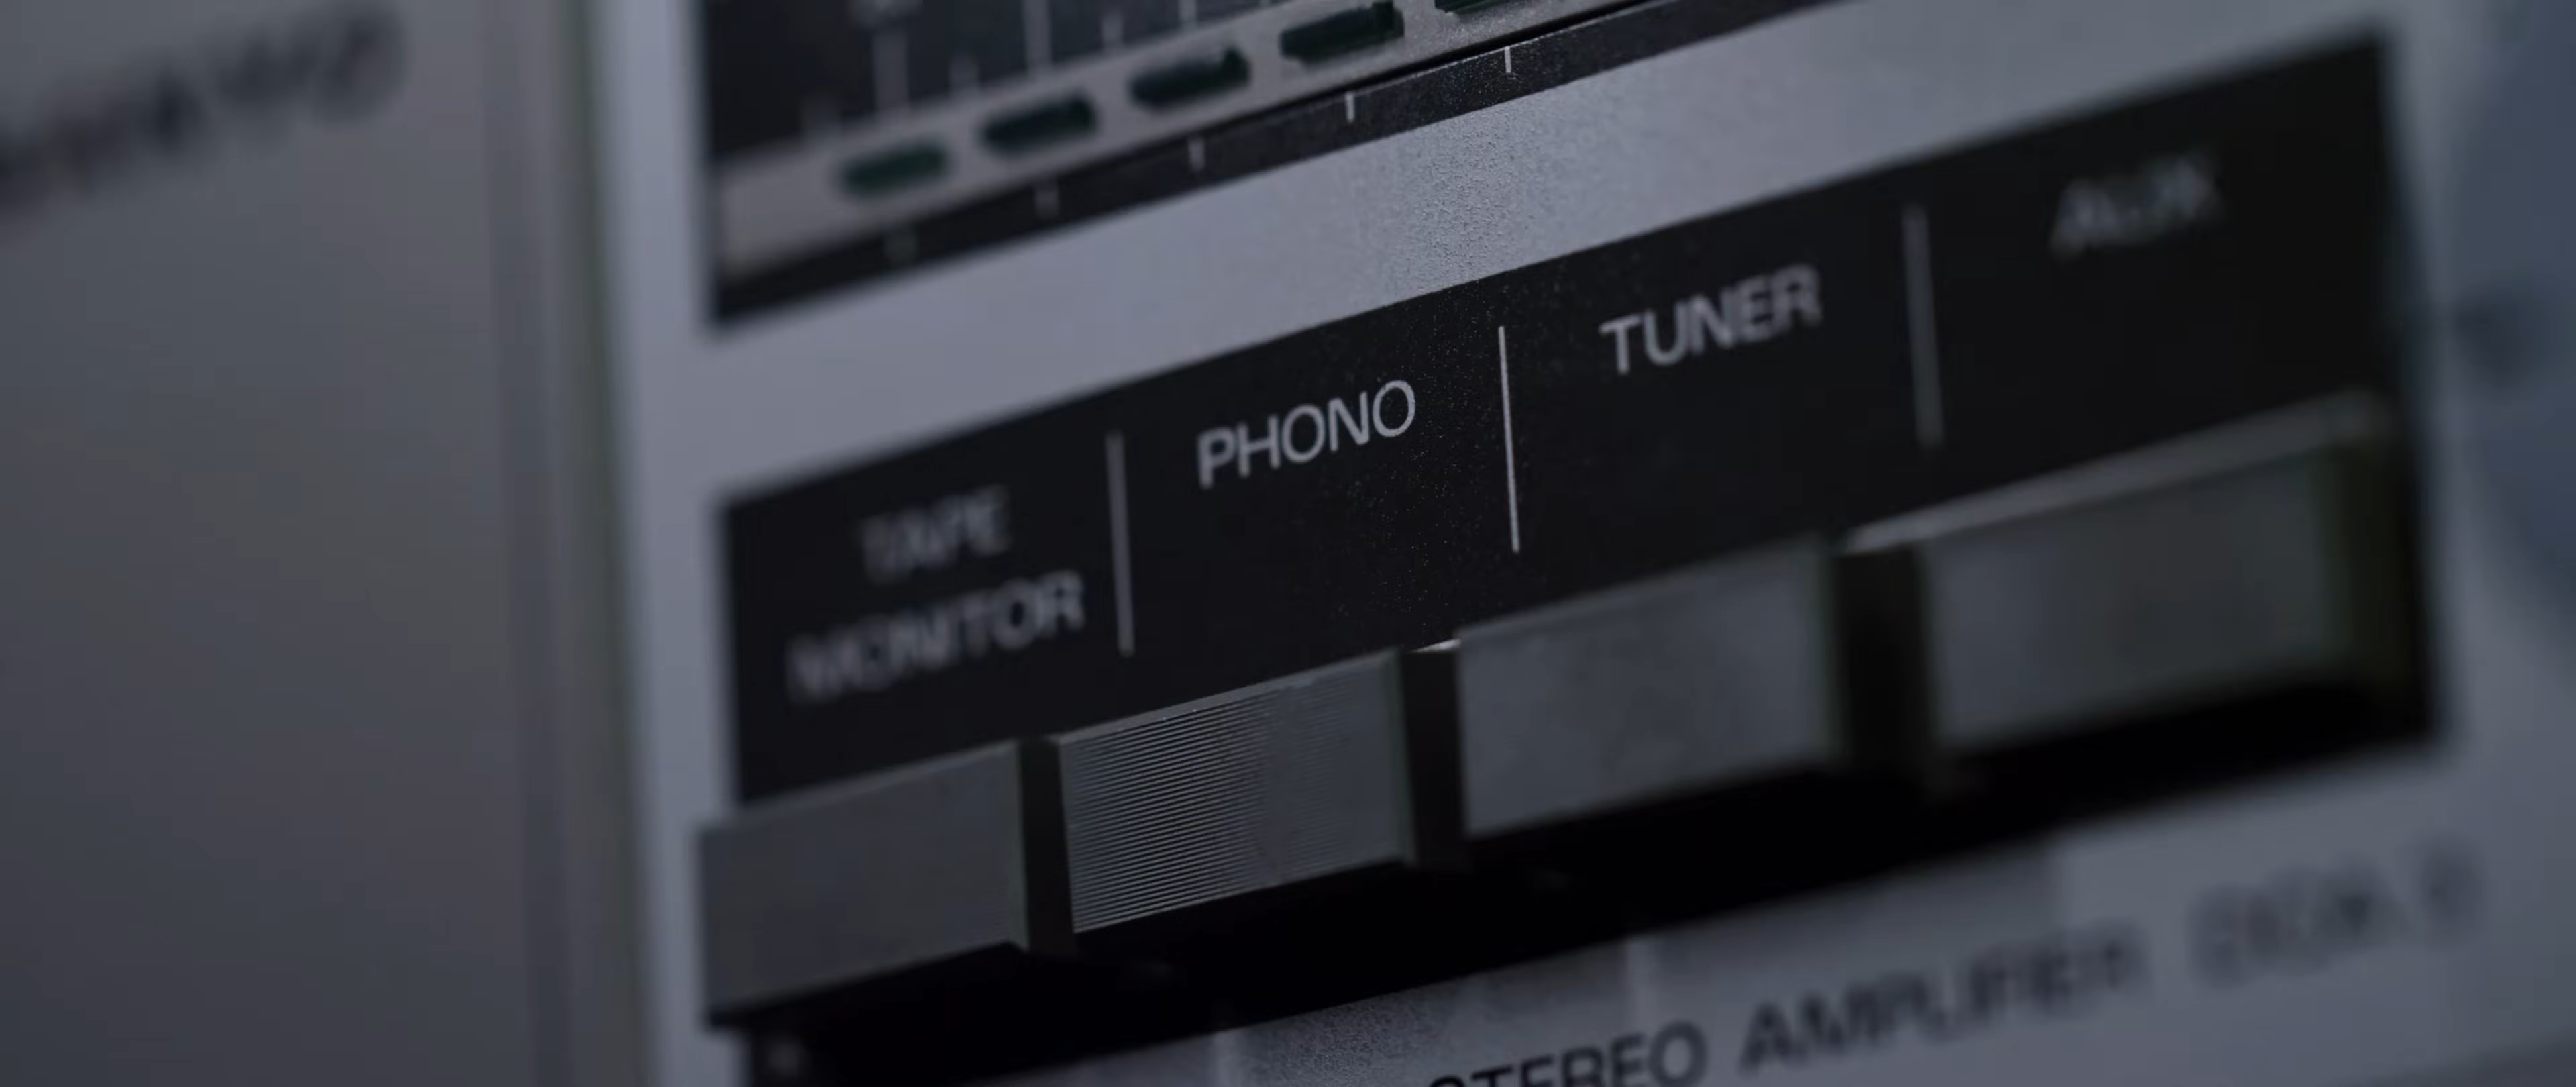 TAPE
MONITOR
PHONO
TUNER
AUX
STEREO AMPLIFIER